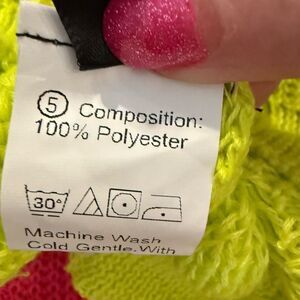 ⑤ Composition:
100% Polyester
30°
Machine Wash
Cold Gentle, With